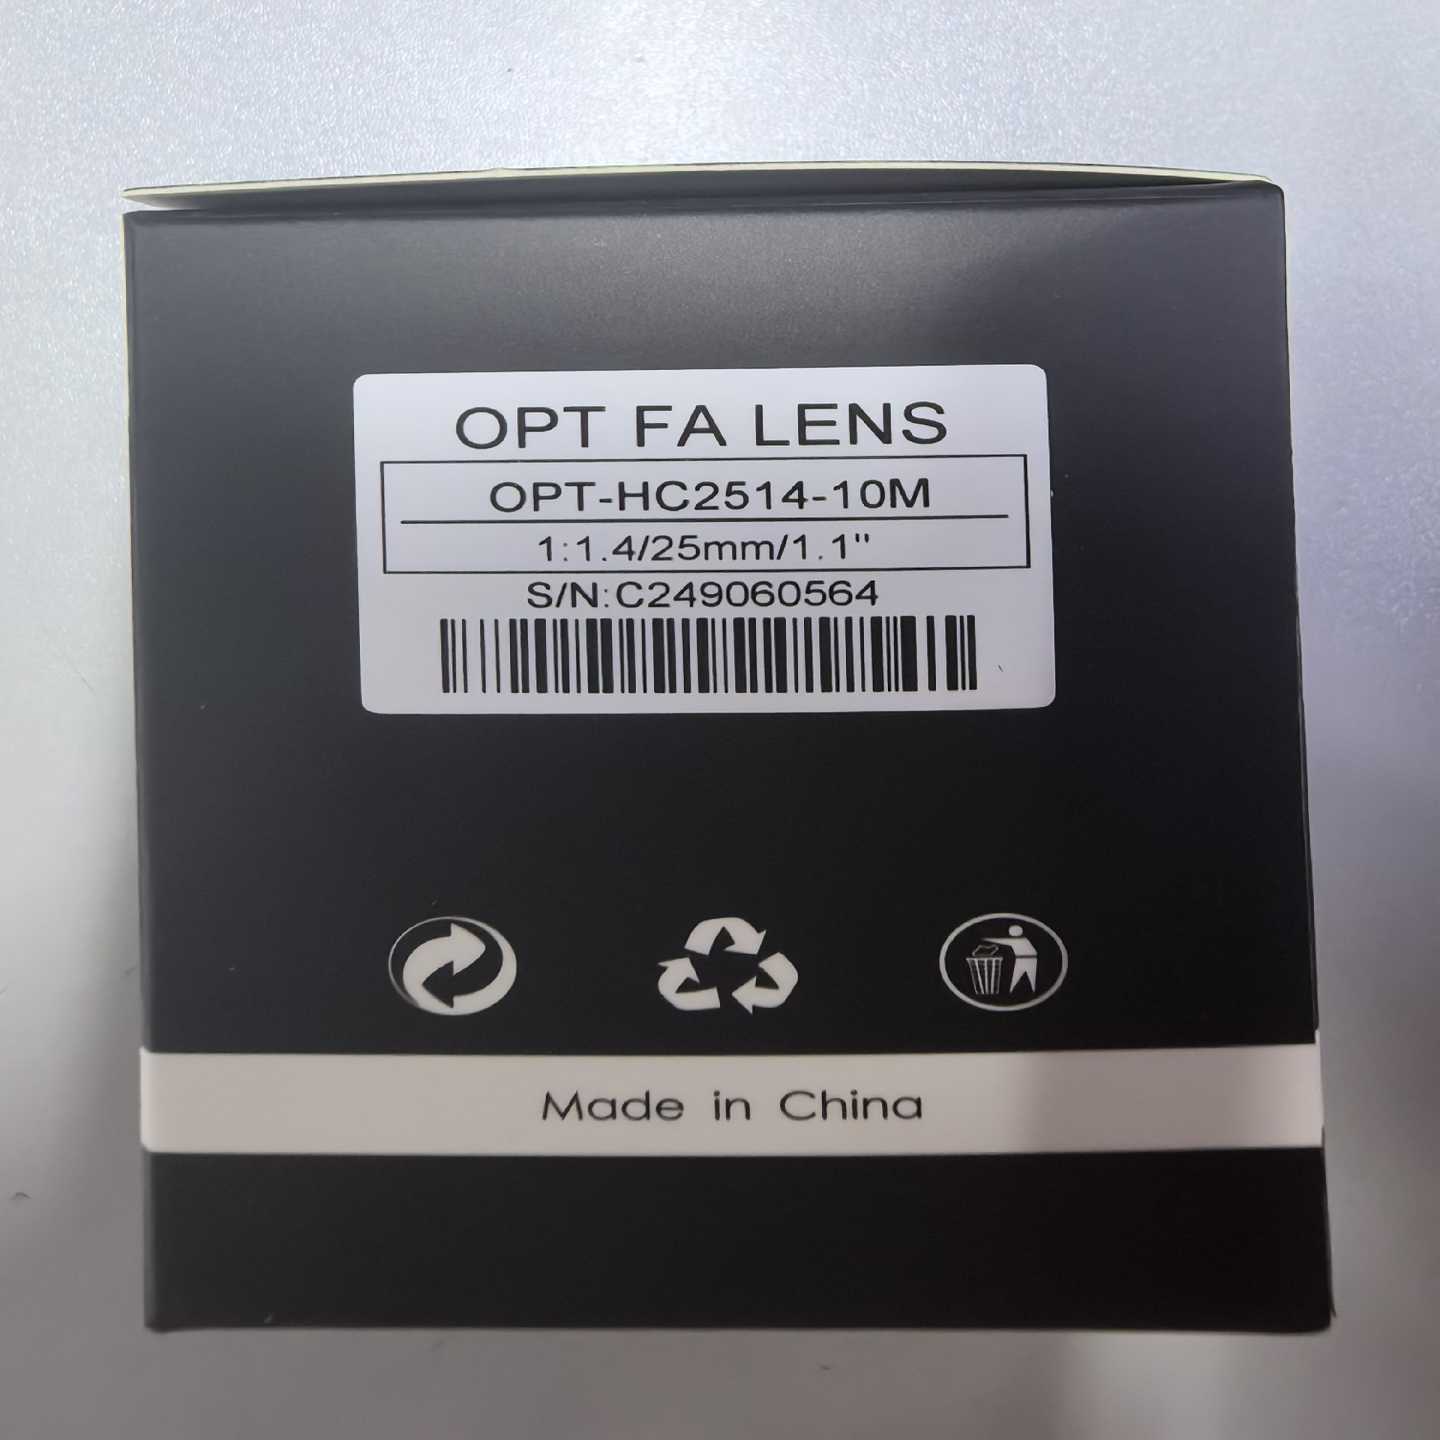 OPT FA LENS
OPT-HC2514-10M
1:1.4/25mm/1.1"
S/N:C249060564
Made in China